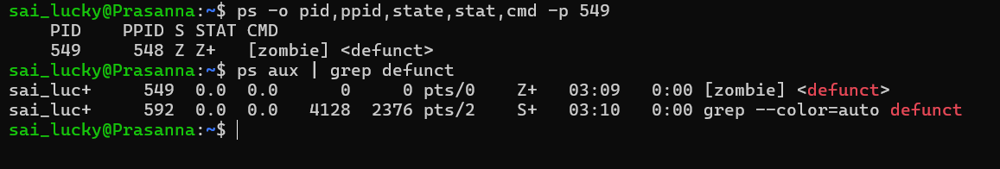 sai_lucky@Prasanna:~$ ps -o pid,ppid,state,stat,cmd -p 549
    PID    PPID S STAT CMD
    549     548 Z Z+   [zombie] <defunct>
sai_lucky@Prasanna:~$ ps aux | grep defunct
sai_luc+     549  0.0  0.0      0     0 pts/0    Z+   03:09   0:00 [zombie] <defunct>
sai_luc+     592  0.0  0.0   4128  2376 pts/2    S+   03:10   0:00 grep --color=auto defunct
sai_lucky@Prasanna:~$